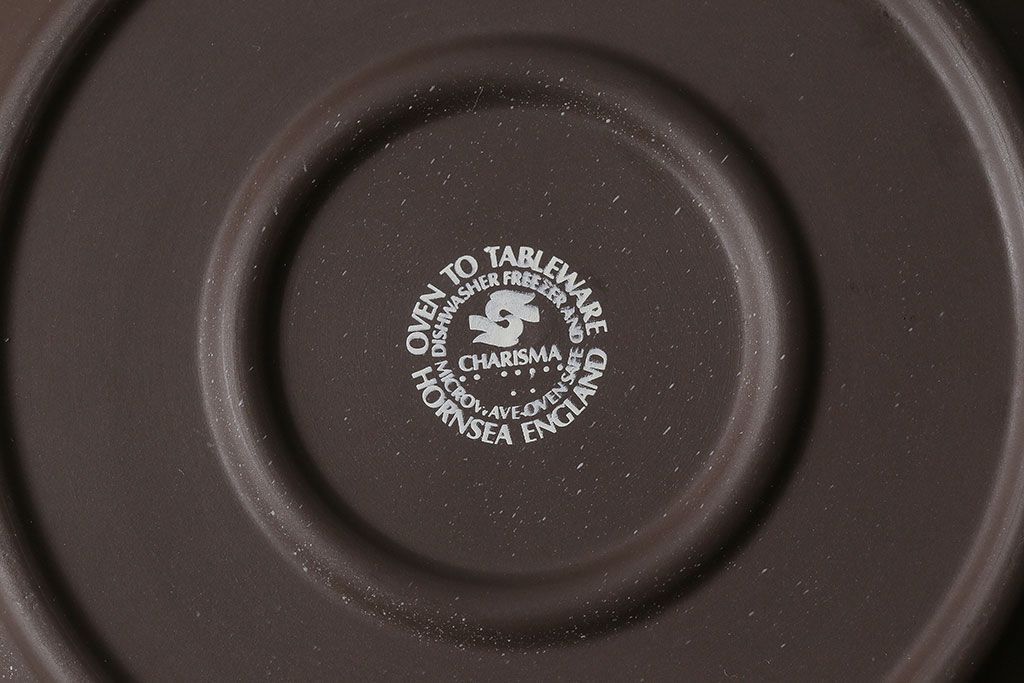 OVEN TO TABLEWARE
DISHWASHER FREEZER AND
CHARISMA
MICROWAVE-OVEN SAFE
HORNSEA ENGLAND